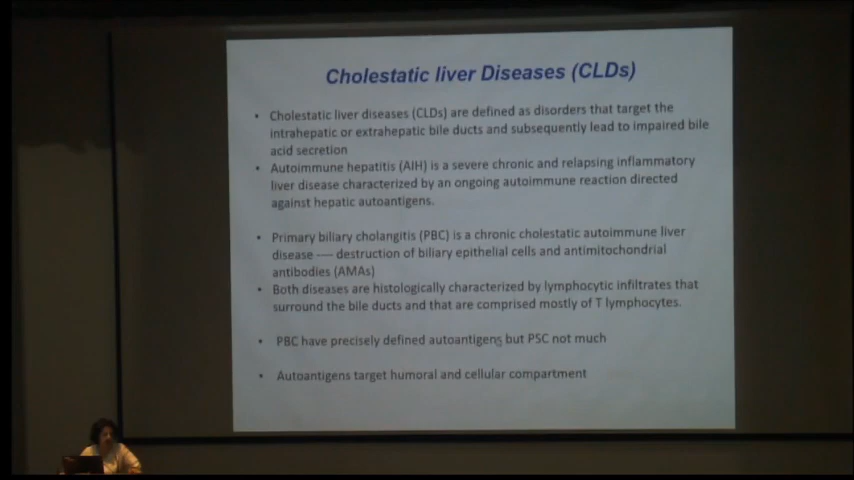 Cholestatic liver Diseases (CLDs)
• Cholestatic liver diseases (CLDs) are defined as disorders that target the
intrahepatic or extrahepatic bile ducts and subsequently lead to impaired bile
acid secretion
• Autoimmune hepatitis (AIH) is a severe chronic and relapsing inflammatory
liver disease characterized by an ongoing autoimmune reaction directed
against hepatic autoantigens.
• Primary biliary cholangitis (PBC) is a chronic cholestatic autoimmune liver
disease ---- destruction of biliary epithelial cells and antimitochondrial
antibodies (AMAs)
• Both diseases are histologically characterized by lymphocytic infiltrates that
surround the bile ducts and that are comprised mostly of T lymphocytes.
• PBC have precisely defined autoantigens but PSC not much
• Autoantigens target humoral and cellular compartment